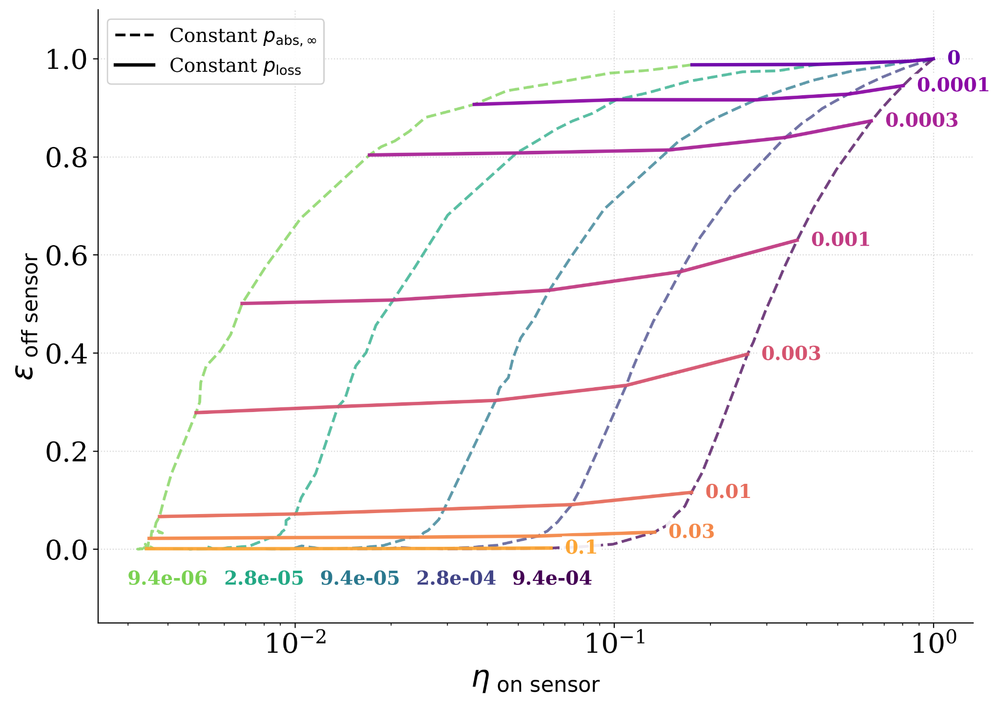 Constant p_abs,∞
Constant p_loss
1.0
0.8
0.6
0.4
0.2
0.0
ε off sensor
0
0.0001
0.0003
0.001
0.003
0.01
0.03
0.1
9.4e-06 2.8e-05 9.4e-05 2.8e-04 9.4e-04
10⁻² 10⁻¹ 10⁰
η on sensor